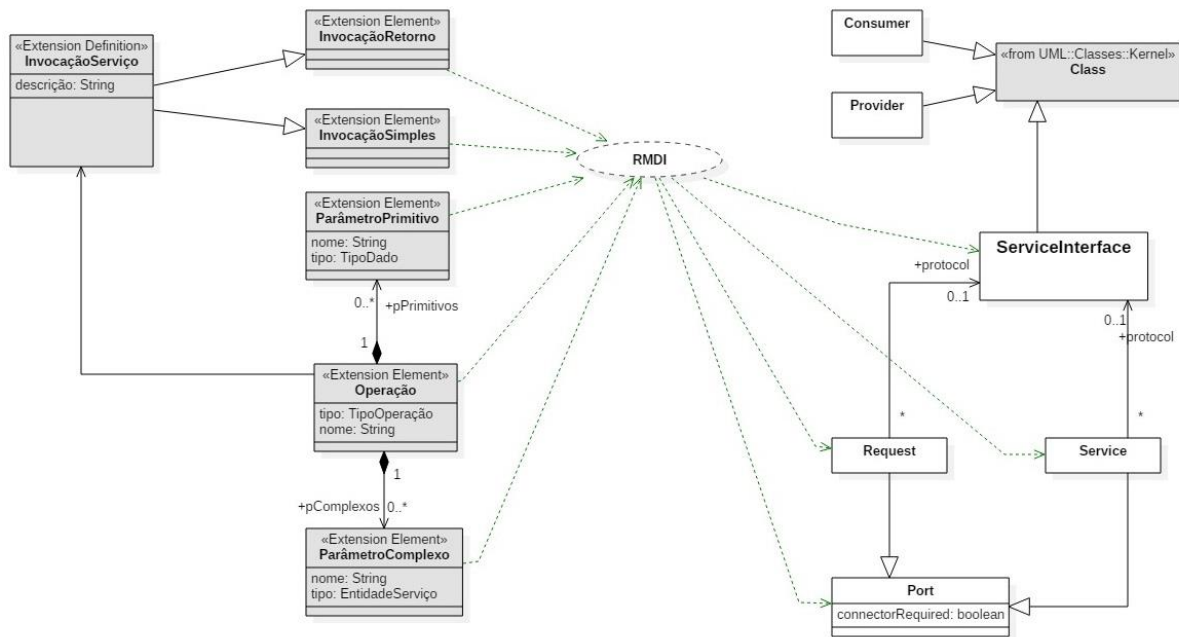 «Extension Definition»
InvocaçãoServiço
descrição: String
«Extension Element»
InvocaçãoRetorno
«Extension Element»
InvocaçãoSimples
«Extension Element»
ParâmetroPrimitivo
nome: String
tipo: TipoDado
0..*
+pPrimitivos
1
«Extension Element»
Operação
tipo: TipoOperação
nome: String
1
+pComplexos
0..*
«Extension Element»
ParâmetroComplexo
nome: String
tipo: EntidadeServiço
RMDI
Consumer
Provider
«from UML::Classes::Kernel»
Class
ServiceInterface
+protocol
0..1
0..1
+protocol
*
*
Request
Service
Port
connectorRequired: boolean